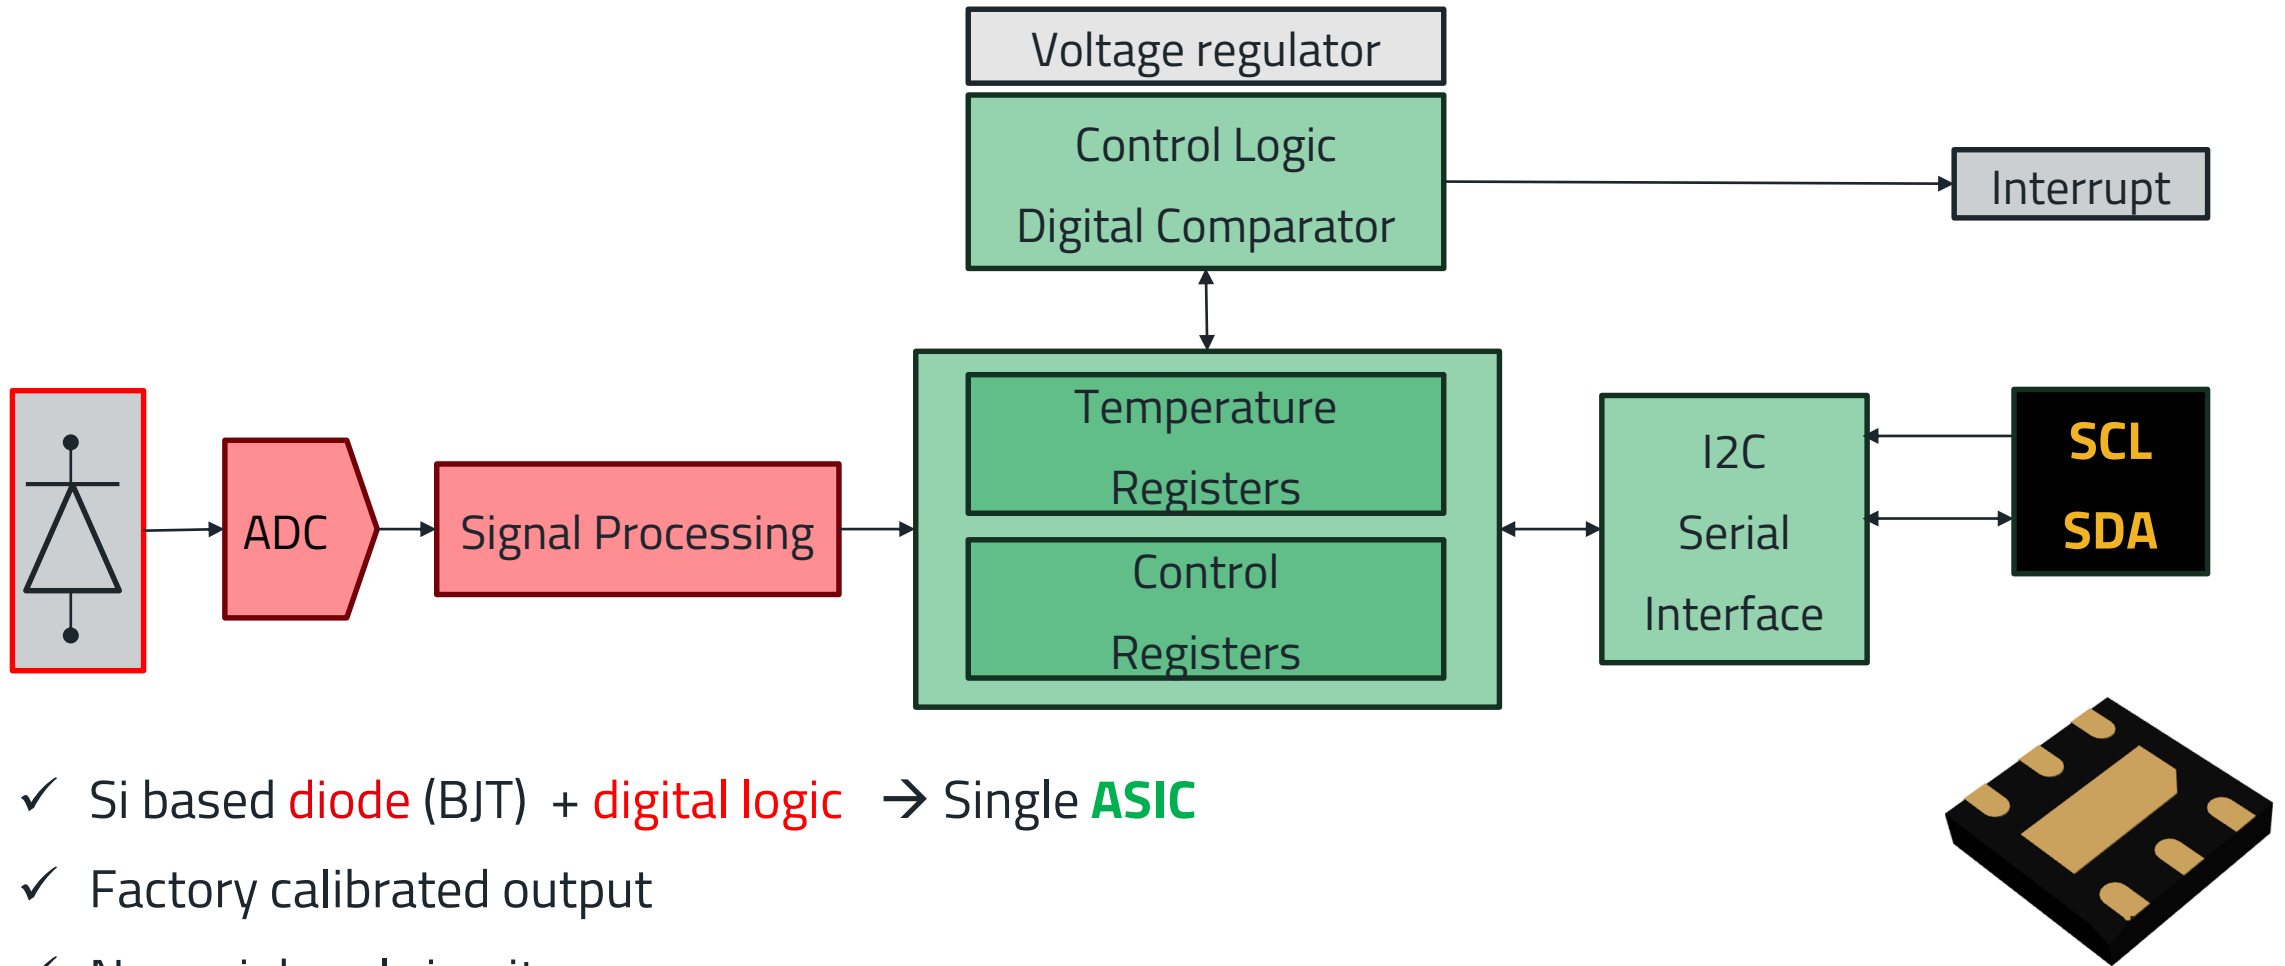 Voltage regulator
Control Logic
Digital Comparator
Interrupt
Temperature
Registers
Control
Registers
ADC
Signal Processing
I2C
Serial
Interface
SCL
SDA
✓ Si based diode (BJT) + digital logic → Single ASIC
✓ Factory calibrated output